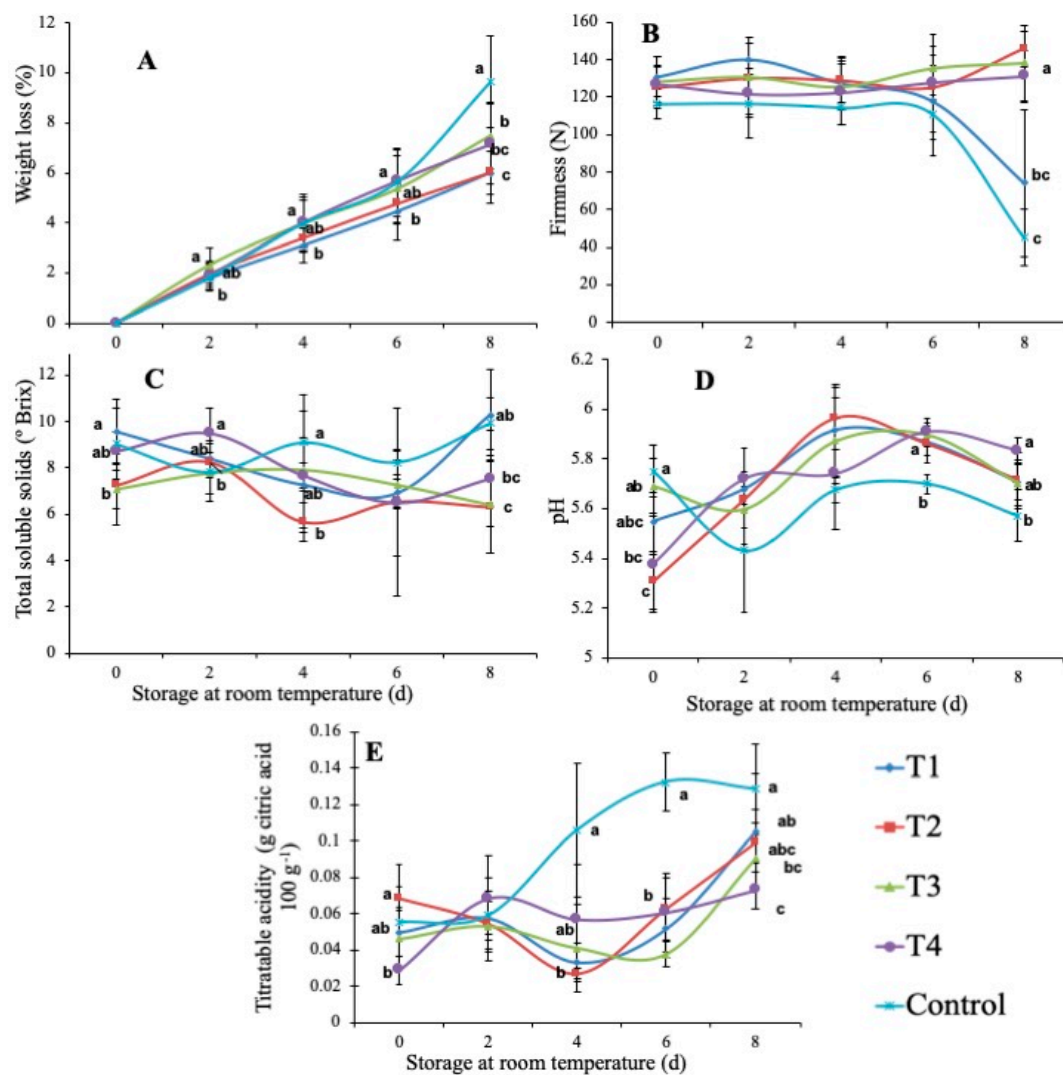 A
Weight loss (%)
12
10
8
6
4
2
0
0 2 4 6 8
a
ab
b
a
ab
b
a
ab
b
a
b
bc
c
B
Firmness (N)
160
140
120
100
80
60
40
20
0
0 2 4 6 8
a
bc
c
C
Total soluble solids (º Brix)
12
10
8
6
4
2
0
0 2 4 6 8
Storage at room temperature (d)
a
ab
b
a
ab
b
a
ab
b
ab
bc
c
D
pH
6.2
6
5.8
5.6
5.4
5.2
5
0 2 4 6 8
Storage at room temperature (d)
a
ab
abc
bc
c
a
b
ab
b
E
Titratable acidity (g citric acid
100 g-1)
0.16
0.14
0.12
0.1
0.08
0.06
0.04
0.02
0
0 2 4 6 8
Storage at room temperature (d)
a
ab
b
a
ab
b
a
b
a
ab
abc
bc
c
T1
T2
T3
T4
Control